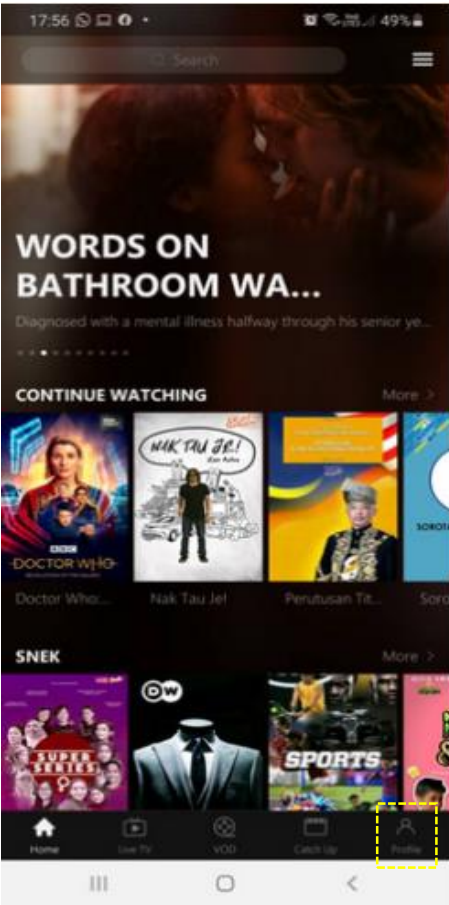 17:56
49%
Search
WORDS ON
BATHROOM WA...
Diagnosed with a mental illness halfway through his senior ye...
CONTINUE WATCHING
More >
NAK TAU JE..!
BBC
DOCTOR WHO
SOROTA
Doctor Who:...
Nak Tau Je!
Perutusan Tit...
Soro
SNEK
More >
DW
SUPER
SERIES
SPORTS
Home
Live TV
VOD
Catch Up
Profile